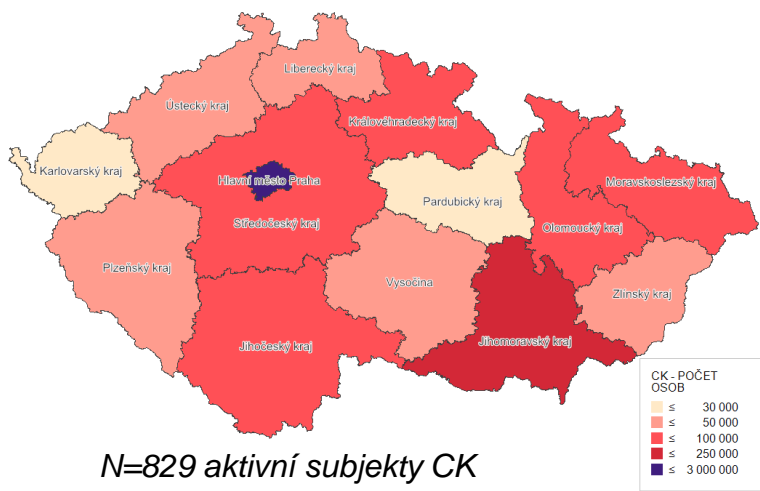 Liberecký kraj
Ústecký kraj
Královéhradecký kraj
Karlovarský kraj
Hlavní město Praha
Moravskoslezský kraj
Pardubický kraj
Středočeský kraj
Olomoucký kraj
Plzeňský kraj
Vysočina
Zlínský kraj
Jihomoravský kraj
Jihočeský kraj
CK - POČET
OSOB
≤ 30 000
≤ 50 000
≤ 100 000
≤ 250 000
≤ 3 000 000
N=829 aktivní subjekty CK